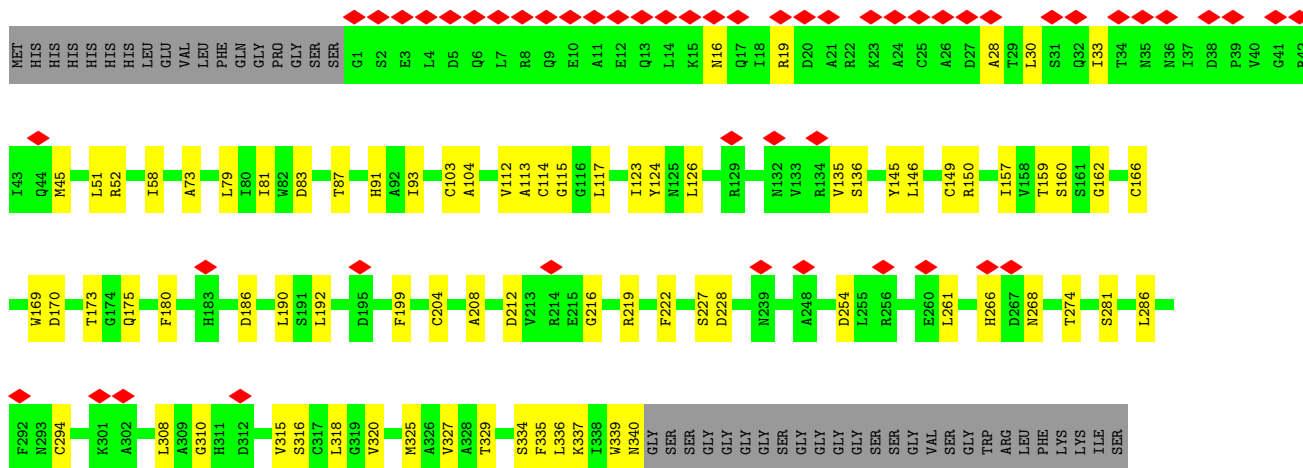 MET HIS HIS HIS HIS HIS HIS LEU GLU VAL LEU PHE GLN GLY PRO GLY SER SER G1 S2 E3 L4 D5 Q6 L7 R8 Q9 E10 A11 E12 Q13 L14 K15 N16 Q17 I18 R19 D20 A21 R22 K23 A24 C25 A26 D27 A28 T29 L30 S31 Q32 I33 T34 N35 N36 I37 D38 P39 V40 G41 R42
I43 Q44 M45 L51 R52 I58 A73 L79 I80 I81 W82 D83 T87 H91 A92 I93 C103 A104 V112 A113 C114 G115 G116 L117 I123 Y124 N125 L126 R129 N132 V133 R134 V135 S136 Y145 L146 C149 R150 I157 V158 T159 S160 S161 G162 C166
W169 D170 T173 G174 Q175 F180 H183 D186 L190 S191 L192 D195 F199 C204 A208 D212 V213 R214 E215 G216 R219 F222 S227 D228 N239 A248 D254 L255 R256 E260 L261 H266 D267 N268 T274 S281 L286
F292 N293 C294 K301 A302 L308 A309 G310 H311 D312 V315 S316 C317 L318 G319 V320 M325 A326 V327 A328 T329 S334 F335 L336 K337 I338 W339 N340 GLY SER SER GLY GLY GLY GLY SER GLY GLY GLY GLY SER SER GLY VAL SER GLY TRP ARG LEU PHE LYS LYS ILE SER